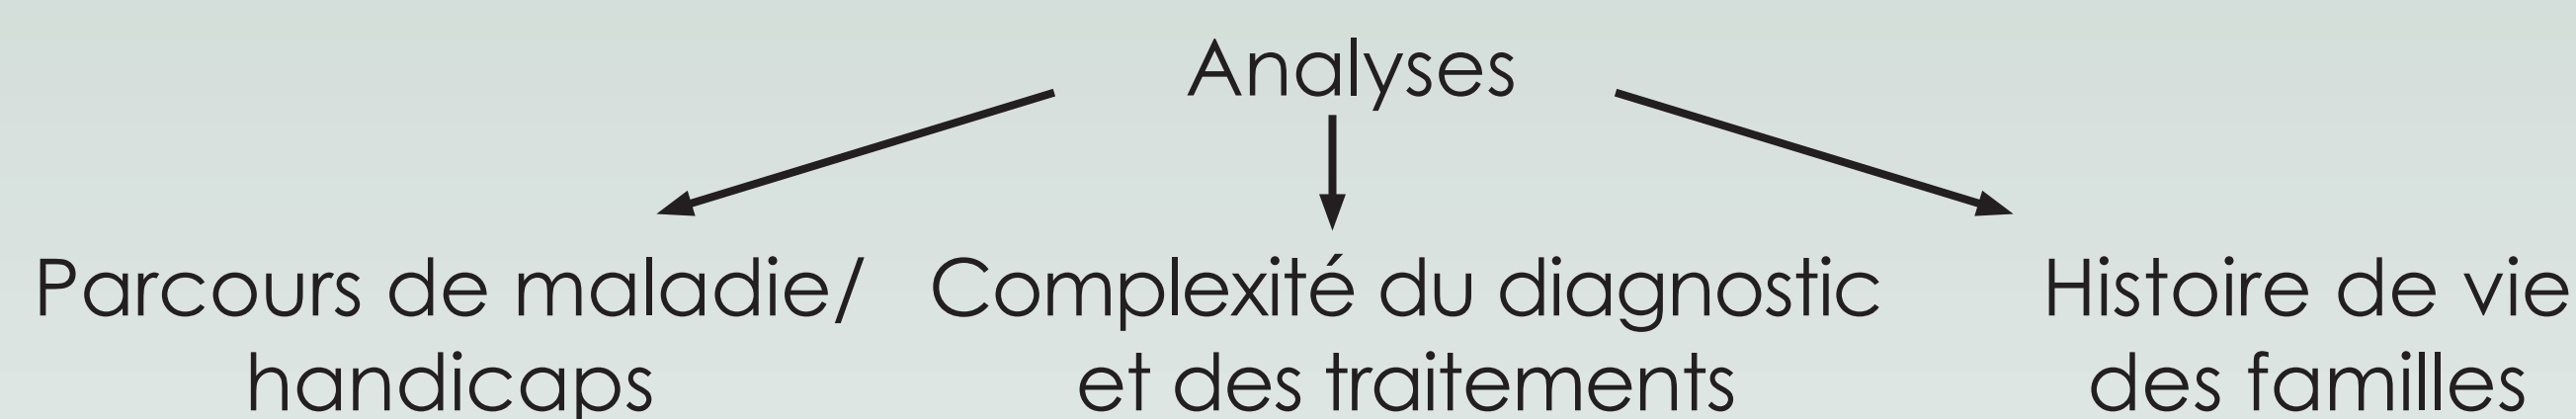 Analyses
Parcours de maladie/
handicaps
Complexité du diagnostic
et des traitements
Histoire de vie
des familles